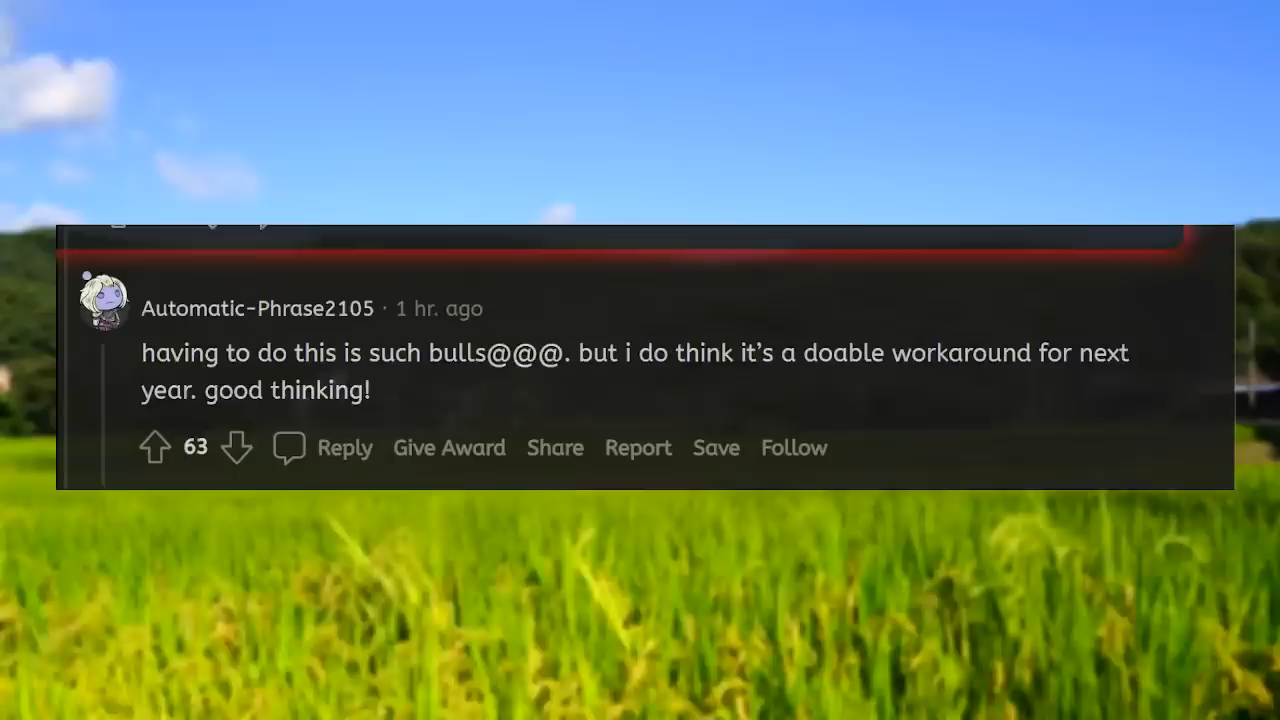 Automatic-Phrase2105 · 1 hr. ago
having to do this is such bulls@@@. but i do think it’s a doable workaround for next
year. good thinking!
63 Reply Give Award Share Report Save Follow